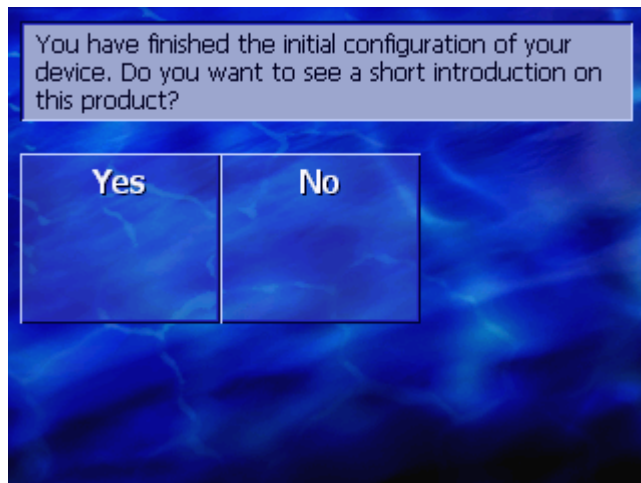 You have finished the initial configuration of your
device. Do you want to see a short introduction on
this product?
Yes
No